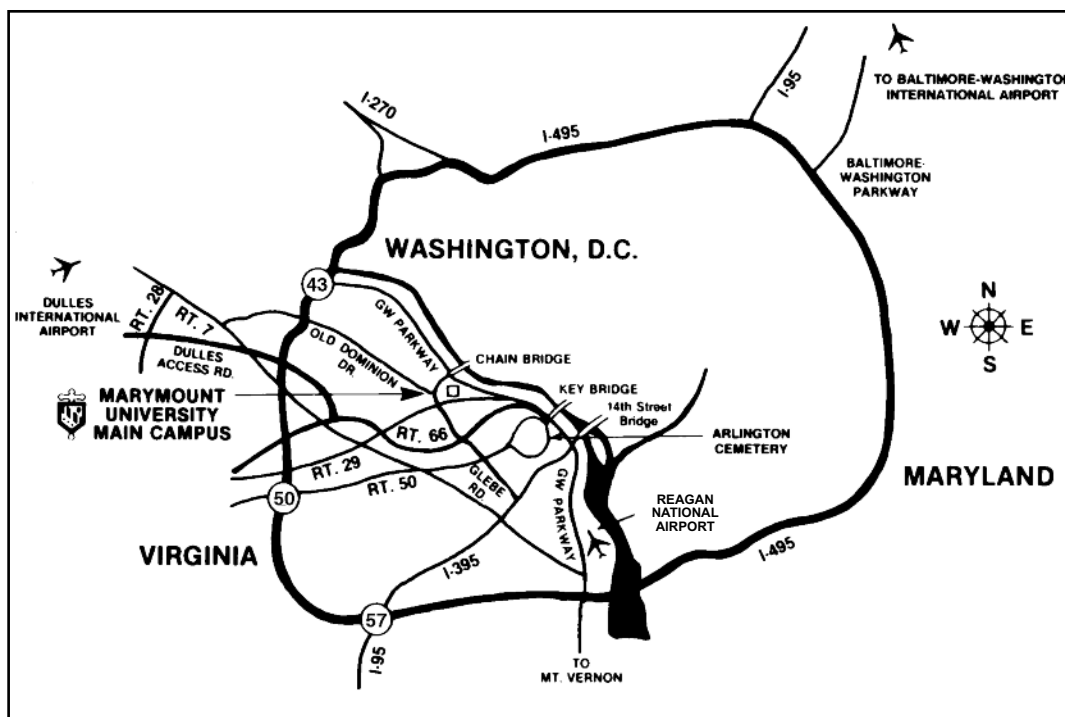 I-95
TO BALTIMORE-WASHINGTON
INTERNATIONAL AIRPORT
I-270
I-495
BALTIMORE-
WASHINGTON
PARKWAY
WASHINGTON, D.C.
43
DULLES
INTERNATIONAL
AIRPORT
RT. 28
RT. 7
GW PARKWAY
N
W
E
S
OLD DOMINION
DR.
DULLES
ACCESS RD.
CHAIN BRIDGE
MARYMOUNT
UNIVERSITY
MAIN CAMPUS
KEY BRIDGE
14th Street
Bridge
RT. 66
ARLINGTON
CEMETERY
RT. 29
RT. 50
GLEBE
RD.
GW PARKWAY
MARYLAND
50
REAGAN
NATIONAL
AIRPORT
VIRGINIA
I-395
I-495
57
I-95
TO
MT. VERNON